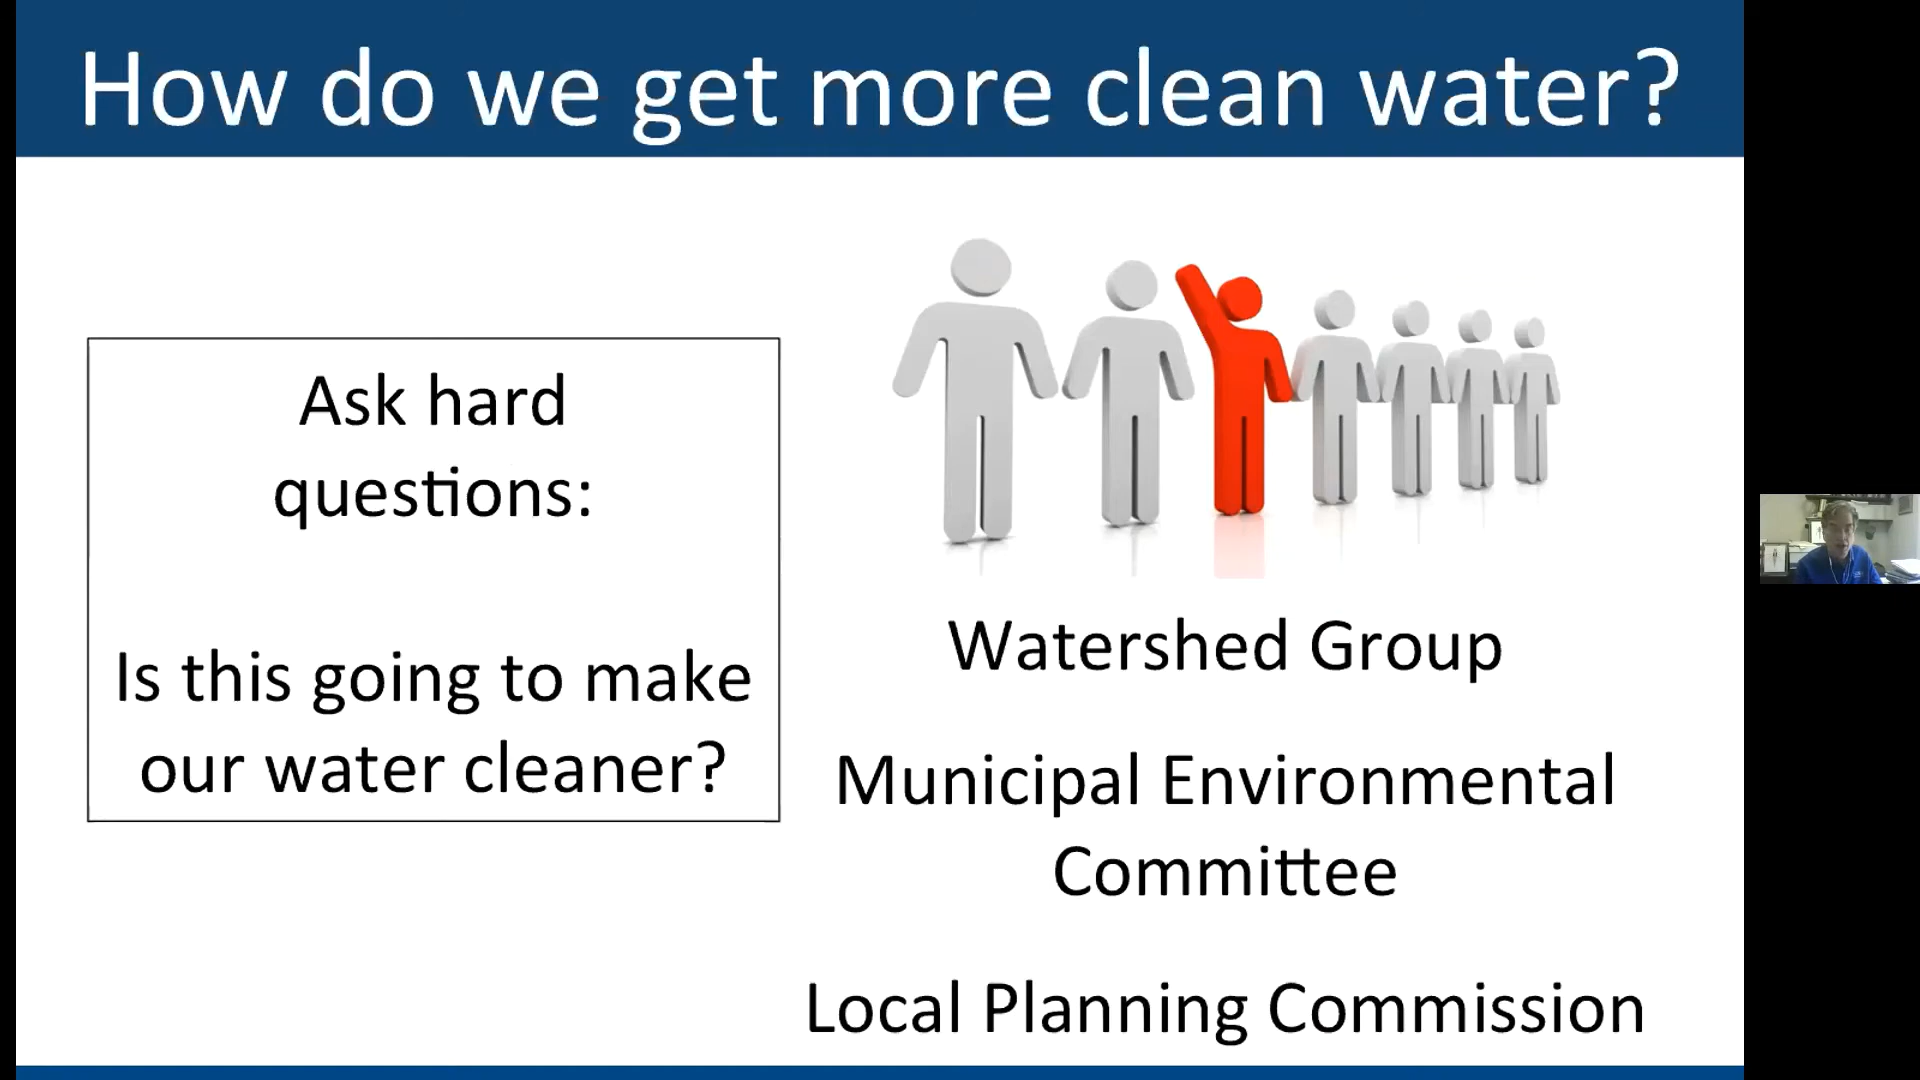 How do we get more clean water?
Ask hard
questions:
Is this going to make
our water cleaner?
Watershed Group
Municipal Environmental
Committee
Local Planning Commission